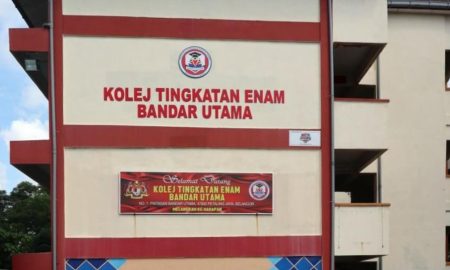 KOLEJ TINGKATAN ENAM
BANDAR UTAMA
Selamat Datang
KOLEJ TINGKATAN ENAM
BANDAR UTAMA